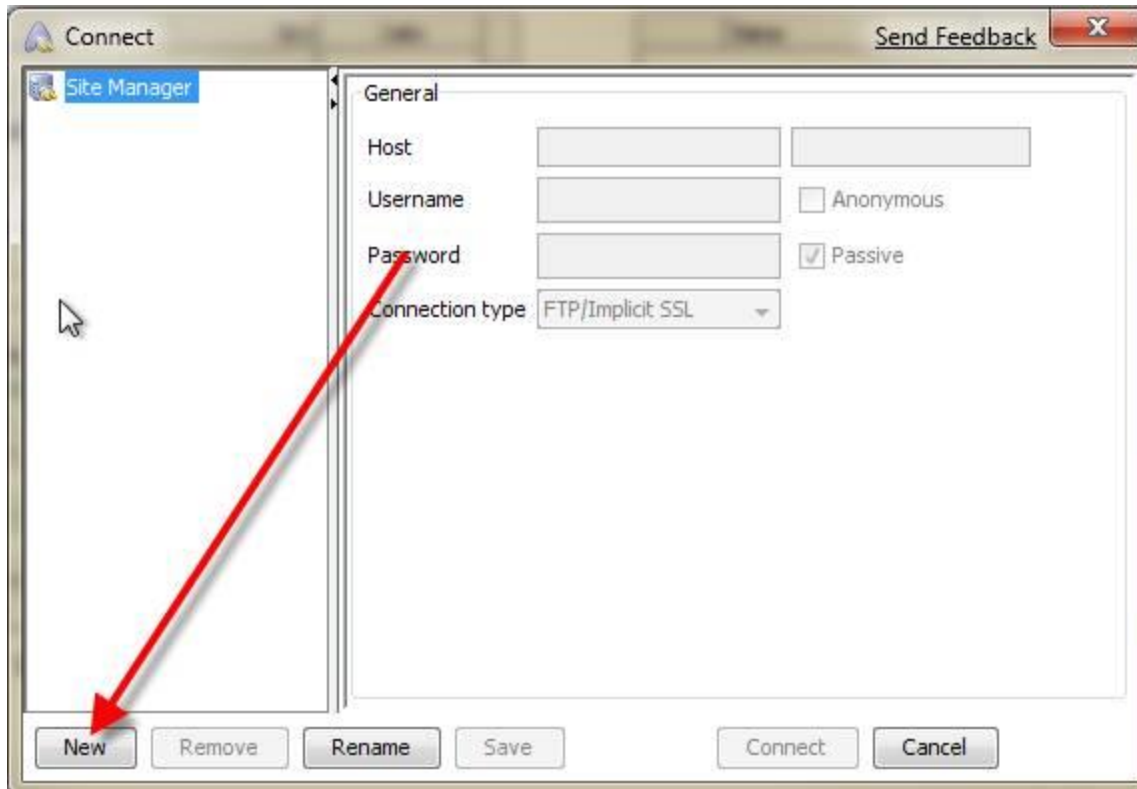 Connect Send Feedback
Site Manager
General
Host
Username Anonymous
Password Passive
Connection type FTP/Implicit SSL
New Remove Rename Save Connect Cancel